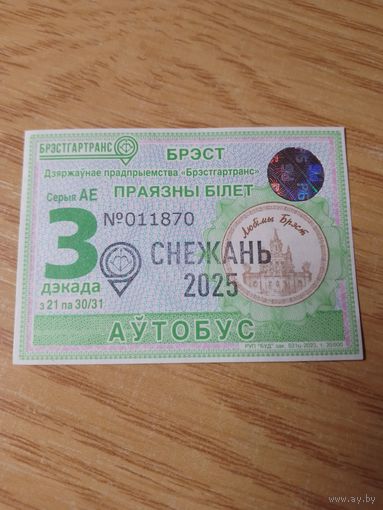 БРЭСТГАРТРАНС
БРЭСТ
Дзяржаўнае прадпрыемства «Брэстгартранс»
Серыя АЕ
ПРАЯЗНЫ БІЛЕТ
№011870
3
дэкада
з 21 па 30/31
СНЕЖАНЬ
2025
Любімы Брэст
АЎТОБУС
www.ay.by